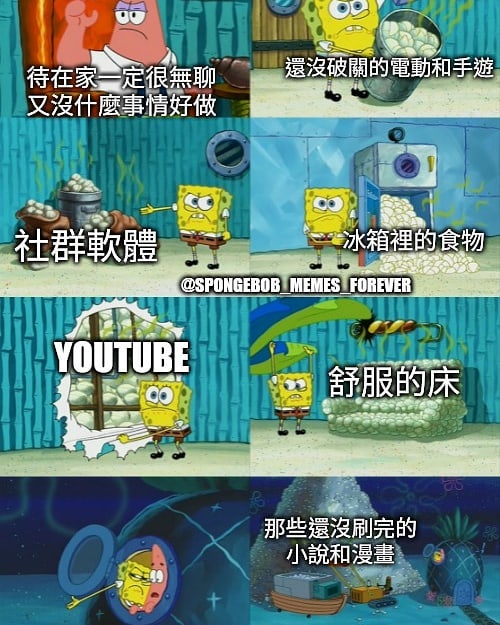 待在家一定很無聊
又沒什麼事情好做
還沒破關的電動和手遊
社群軟體
冰箱裡的食物
@SPONGEBOB_MEMES_FOREVER
YOUTUBE
舒服的床
那些還沒刷完的
小說和漫畫